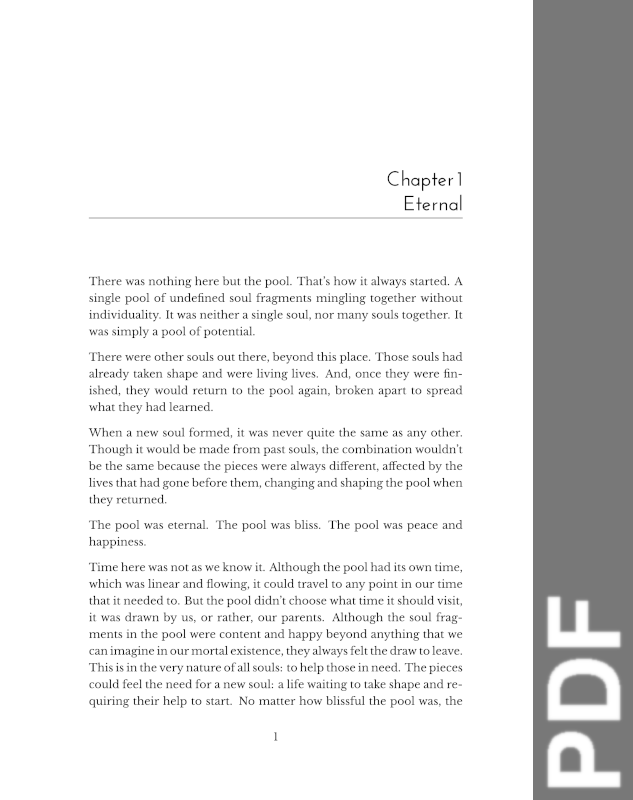 Chapter 1
Eternal
There was nothing here but the pool. That's how it always started. A
single pool of undefined soul fragments mingling together without
individuality. It was neither a single soul, nor many souls together. It
was simply a pool of potential.
There were other souls out there, beyond this place. Those souls had
already taken shape and were living lives. And, once they were fin-
ished, they would return to the pool again, broken apart to spread
what they had learned.
When a new soul formed, it was never quite the same as any other.
Though it would be made from past souls, the combination wouldn't
be the same because the pieces were always different, affected by the
lives that had gone before them, changing and shaping the pool when
they returned.
The pool was eternal. The pool was bliss. The pool was peace and
happiness.
Time here was not as we know it. Although the pool had its own time,
which was linear and flowing, it could travel to any point in our time
that it needed to. But the pool didn't choose what time it should visit,
it was drawn by us, or rather, our parents. Although the soul frag-
ments in the pool were content and happy beyond anything that we
can imagine in our mortal existence, they always felt the draw to leave.
This is in the very nature of all souls: to help those in need. The pieces
could feel the need for a new soul: a life waiting to take shape and re-
quiring their help to start. No matter how blissful the pool was, the
1
PDF